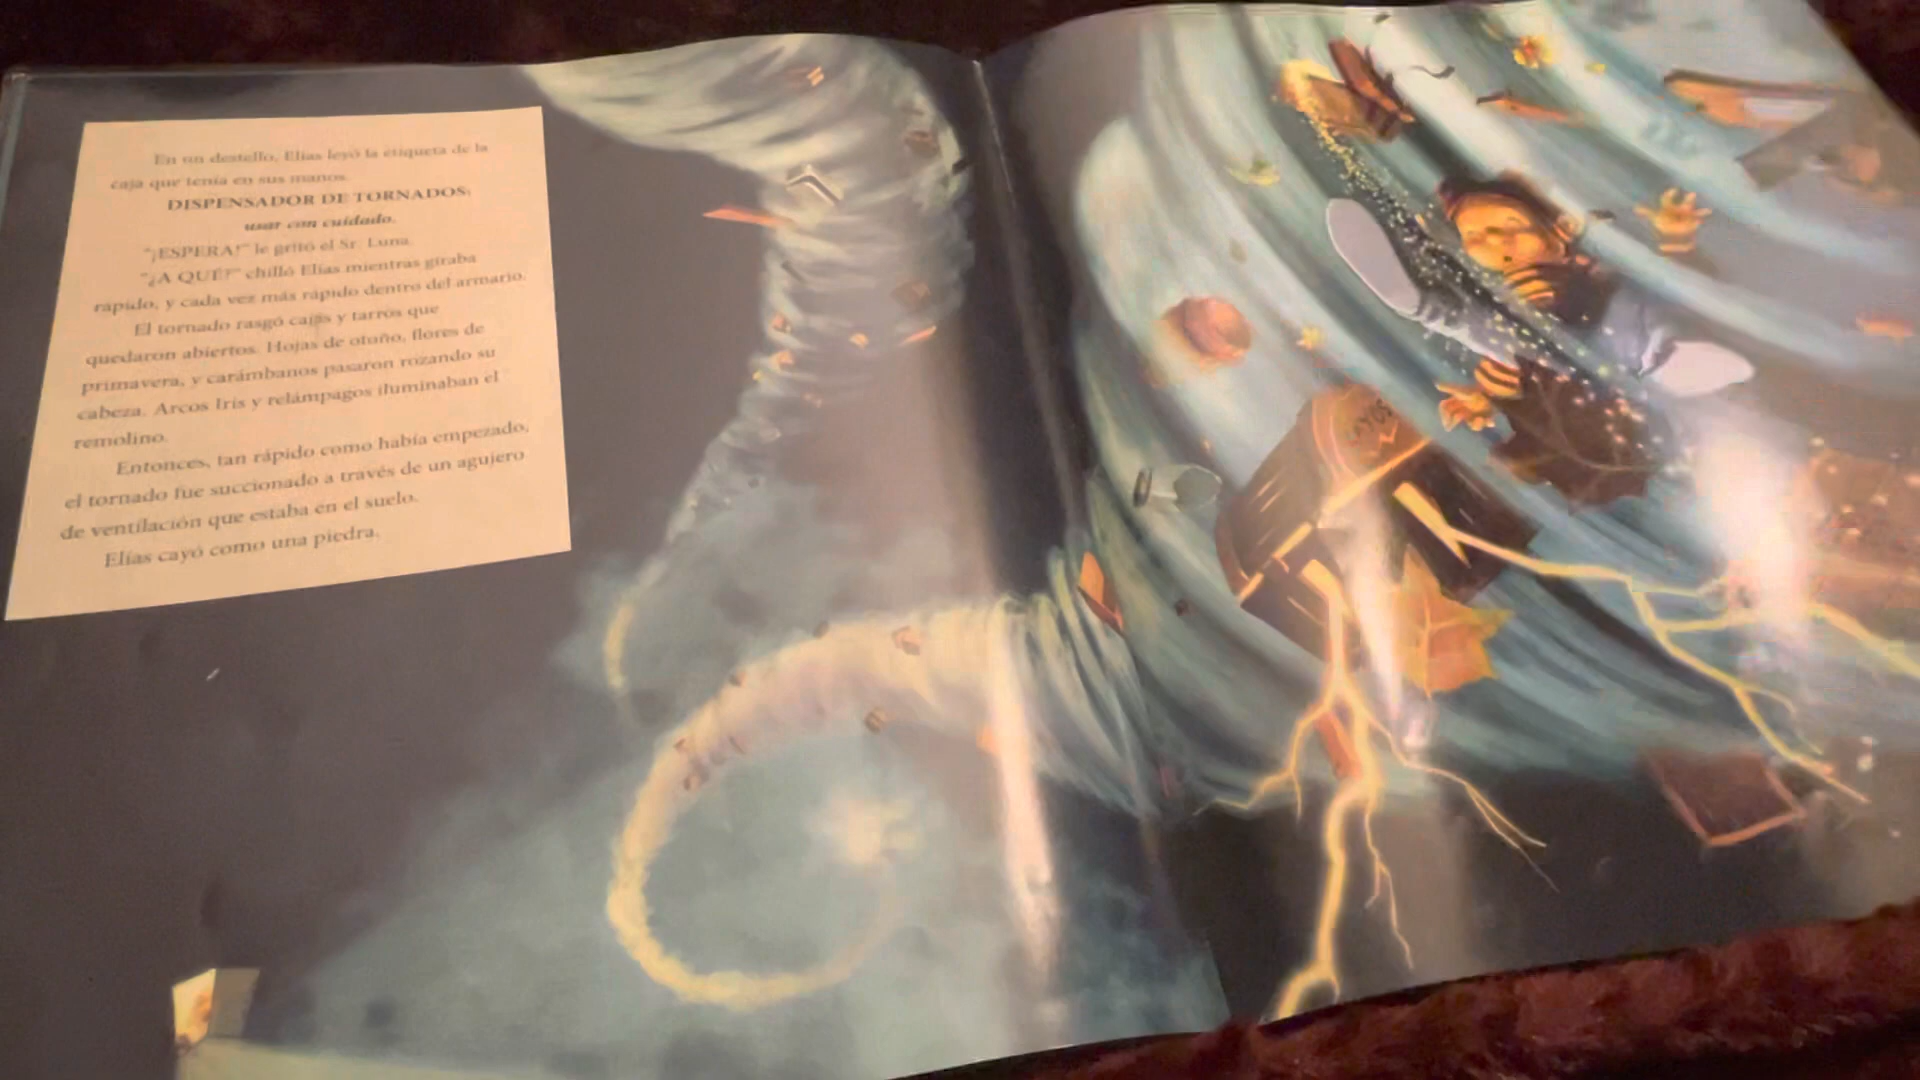 En un destello, Elías leyó la etiqueta de la
caja que tenía en sus manos.
DISPENSADOR DE TORNADOS:
usar con cuidado.
“¡ESPERA!” le gritó el Sr. Luna.
“¿A QUÉ?” chilló Elías mientras giraba
rápido, y cada vez más rápido dentro del armario.
El tornado rasgó cajas y tarros que
quedaron abiertos. Hojas de otoño, flores de
primavera, y carámbanos pasaron rozando su
cabeza. Arcos Iris y relámpagos iluminaban el
remolino.
Entonces, tan rápido como había empezado,
el tornado fue succionado a través de un agujero
de ventilación que estaba en el suelo.
Elías cayó como una piedra.